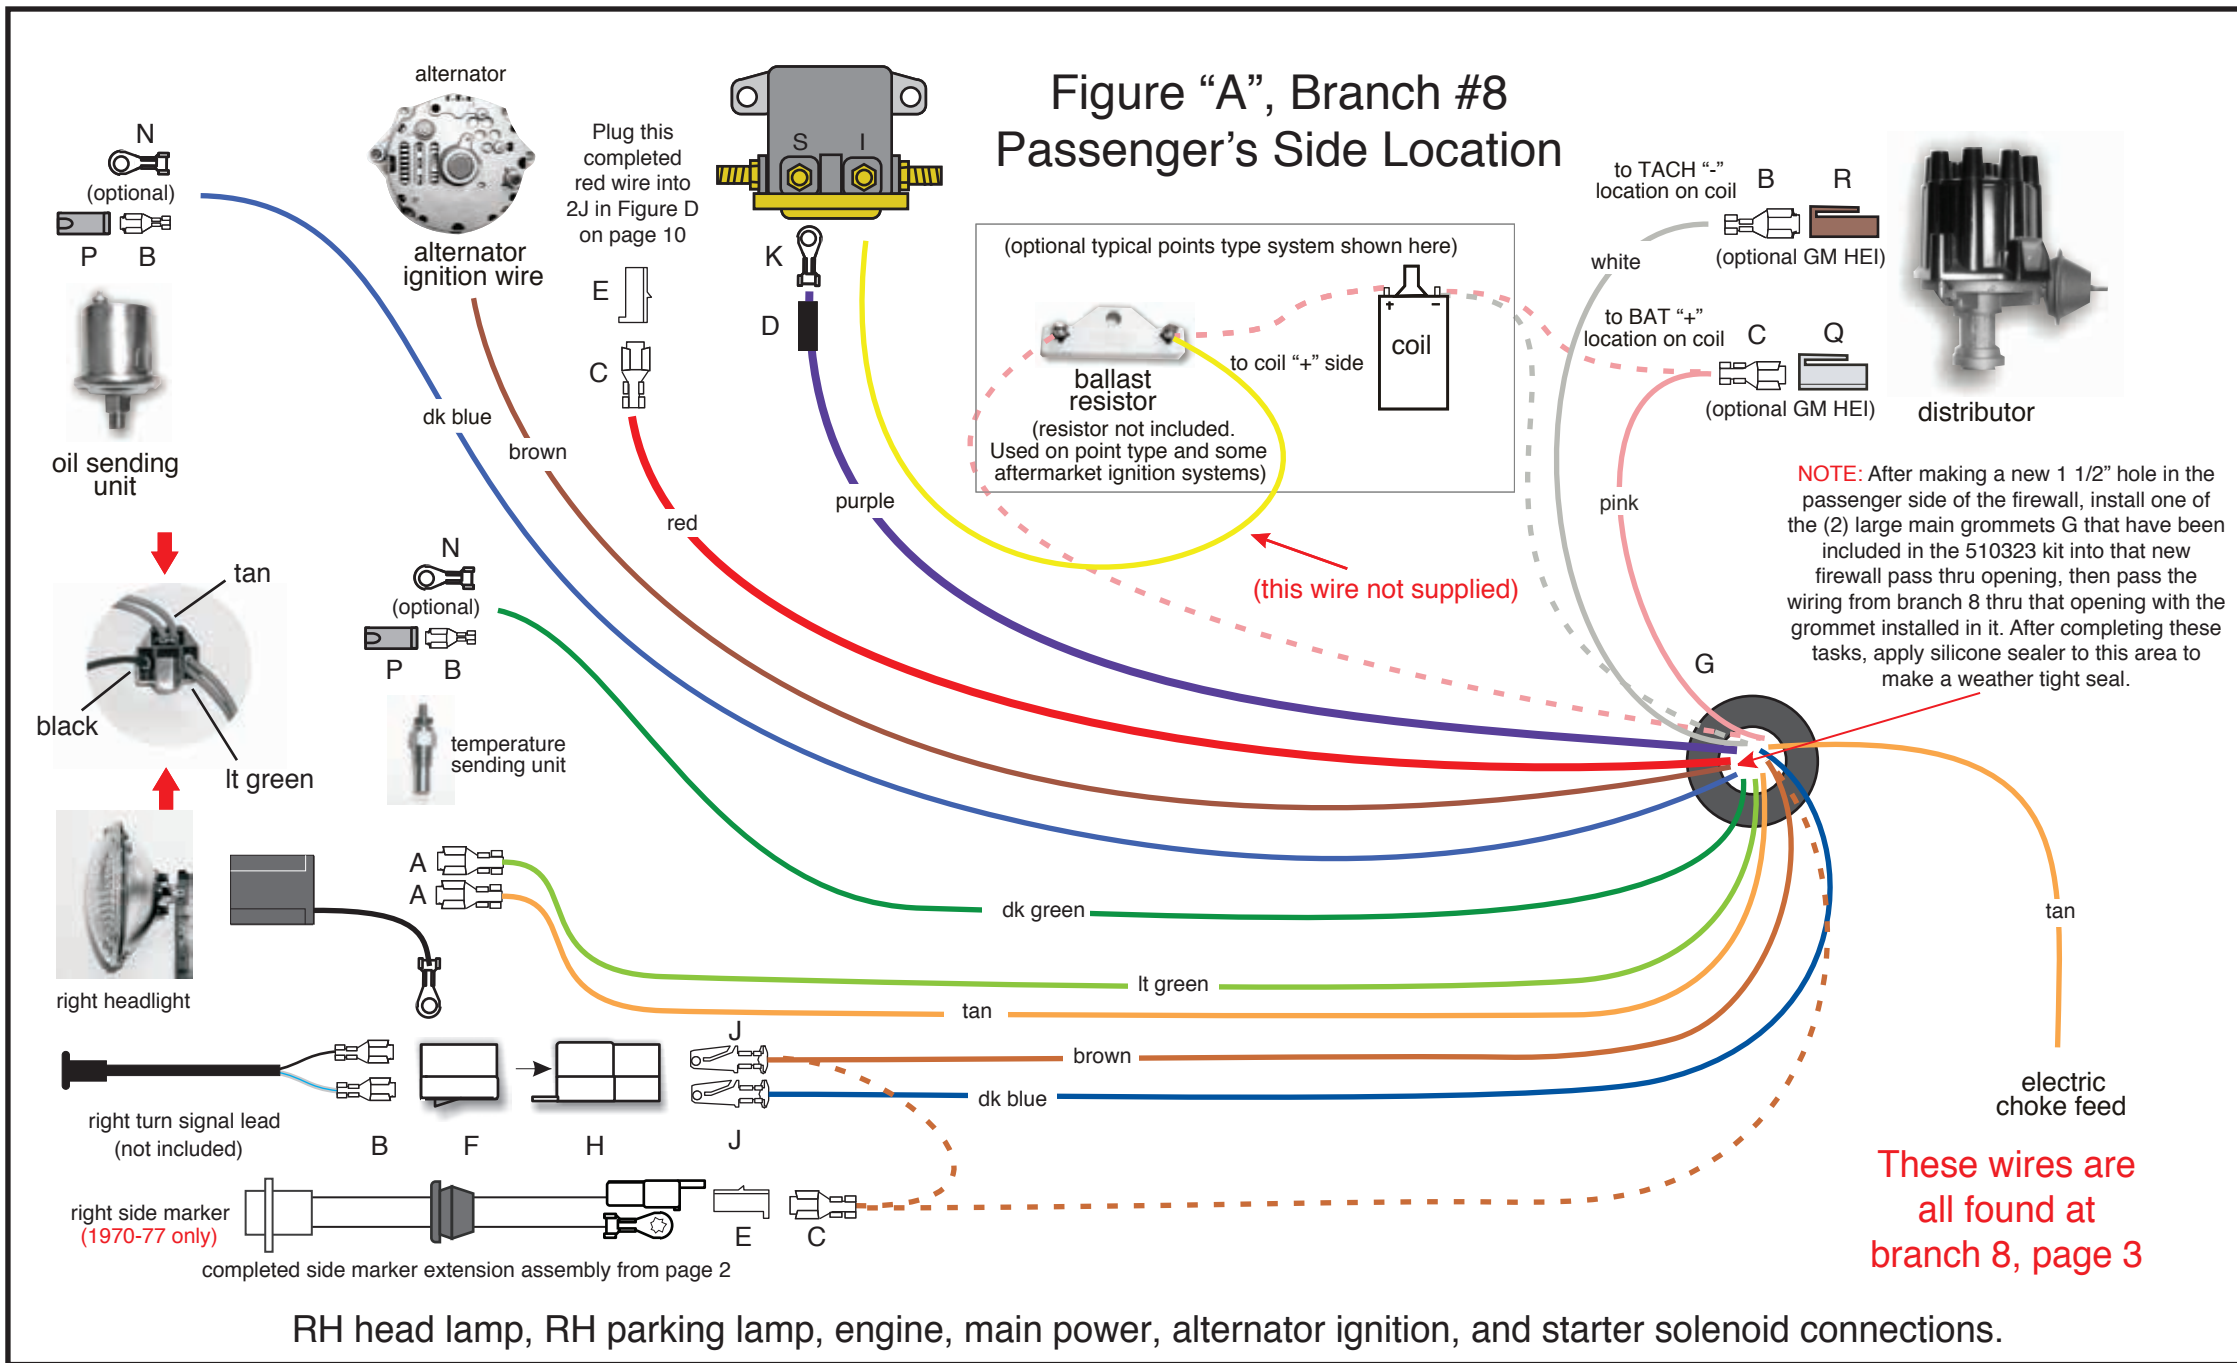 Figure “A”, Branch #8
Passenger’s Side Location
N
(optional)
P
B
oil sending
unit
alternator
alternator
ignition wire
Plug this
completed
red wire into
2J in Figure D
on page 10
E
C
S
I
K
D
(optional typical points type system shown here)
ballast
resistor
(resistor not included.
Used on point type and some
aftermarket ignition systems)
to coil “+” side
+
-
coil
to TACH “-”
location on coil
B
R
(optional GM HEI)
white
to BAT “+”
location on coil
C
Q
(optional GM HEI)
distributor
pink
NOTE: After making a new 1 1/2” hole in the
passenger side of the firewall, install one of
the (2) large main grommets G that have been
included in the 510323 kit into that new
firewall pass thru opening, then pass the
wiring from branch 8 thru that opening with the
grommet installed in it. After completing these
tasks, apply silicone sealer to this area to
make a weather tight seal.
G
dk blue
brown
red
purple
(this wire not supplied)
tan
black
lt green
N
(optional)
P
B
temperature
sending unit
right headlight
A
A
dk green
lt green
tan
tan
electric
choke feed
J
brown
dk blue
J
right turn signal lead
(not included)
B
F
H
right side marker
(1970-77 only)
E
C
completed side marker extension assembly from page 2
These wires are
all found at
branch 8, page 3
RH head lamp, RH parking lamp, engine, main power, alternator ignition, and starter solenoid connections.